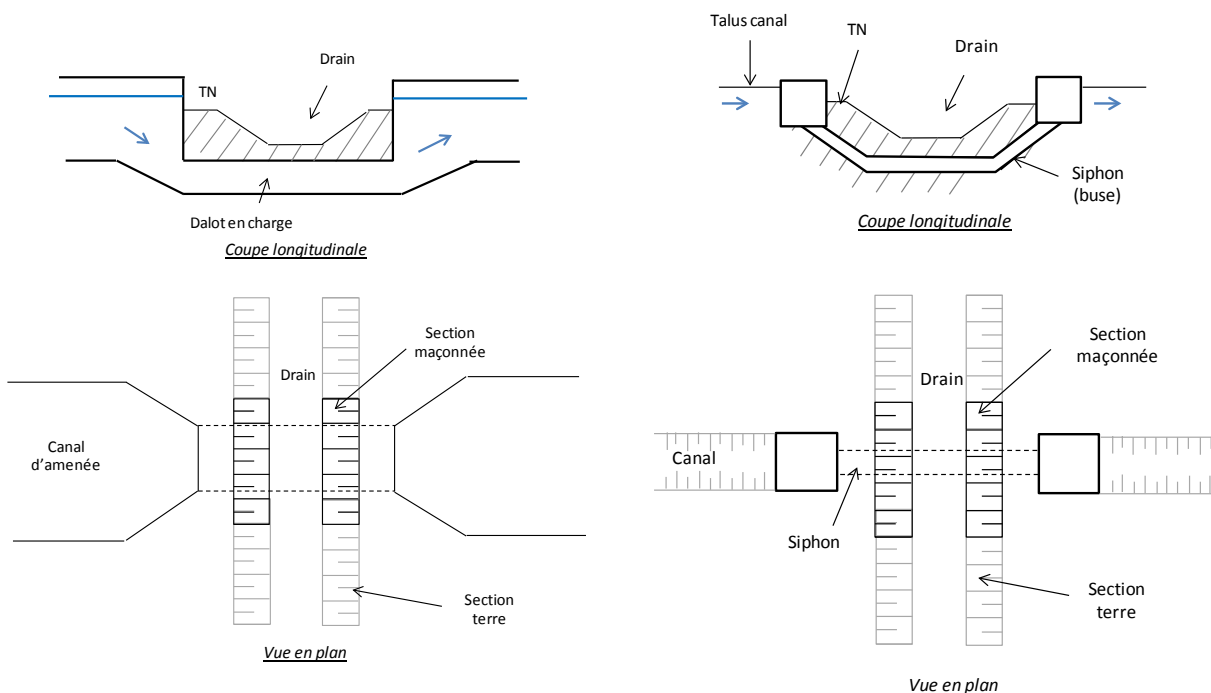 Drain
TN
Dalot en charge
Coupe longitudinale
Talus canal
TN
Drain
Siphon
(buse)
Coupe longitudinale
Section
maçonnée
Drain
Canal
d'amenée
Section
terre
Vue en plan
Section
maçonnée
Drain
Canal
Siphon
Section
terre
Vue en plan